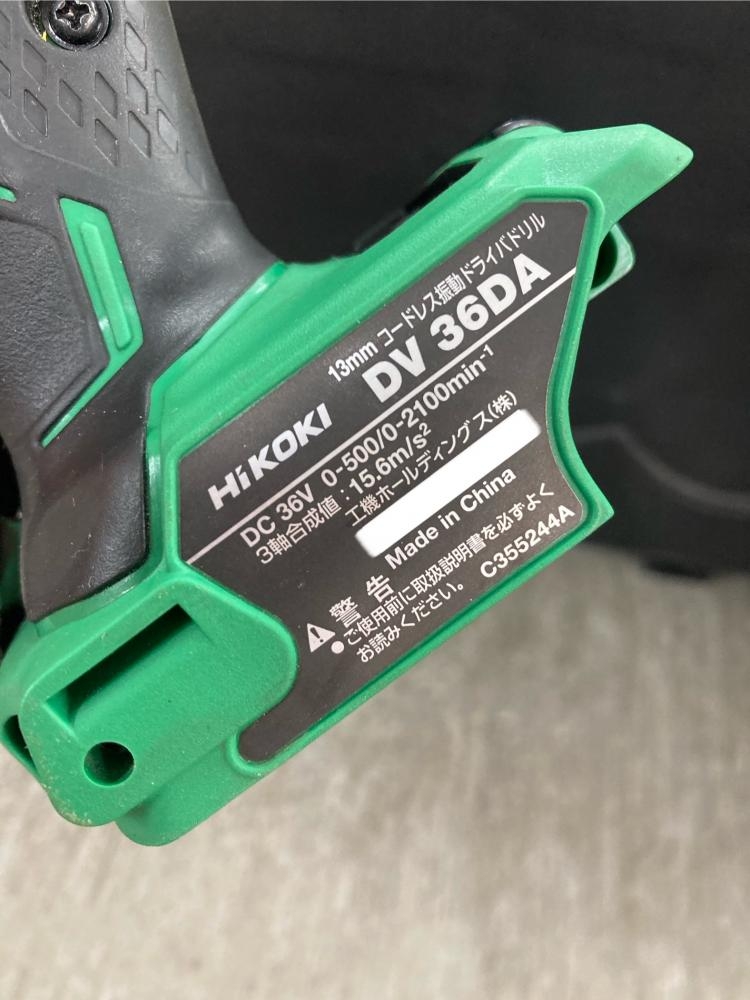 13mm コードレス振動ドライバドリル
HiKOKI DV 36DA
DC 36V 0-500/0-2100min⁻¹
3軸合成値：15.6m/s²
工機ホールディングス(株)
Made in China
⚠ 警告
●ご使用前に取扱説明書を必ずよく
お読みください。 C355244A